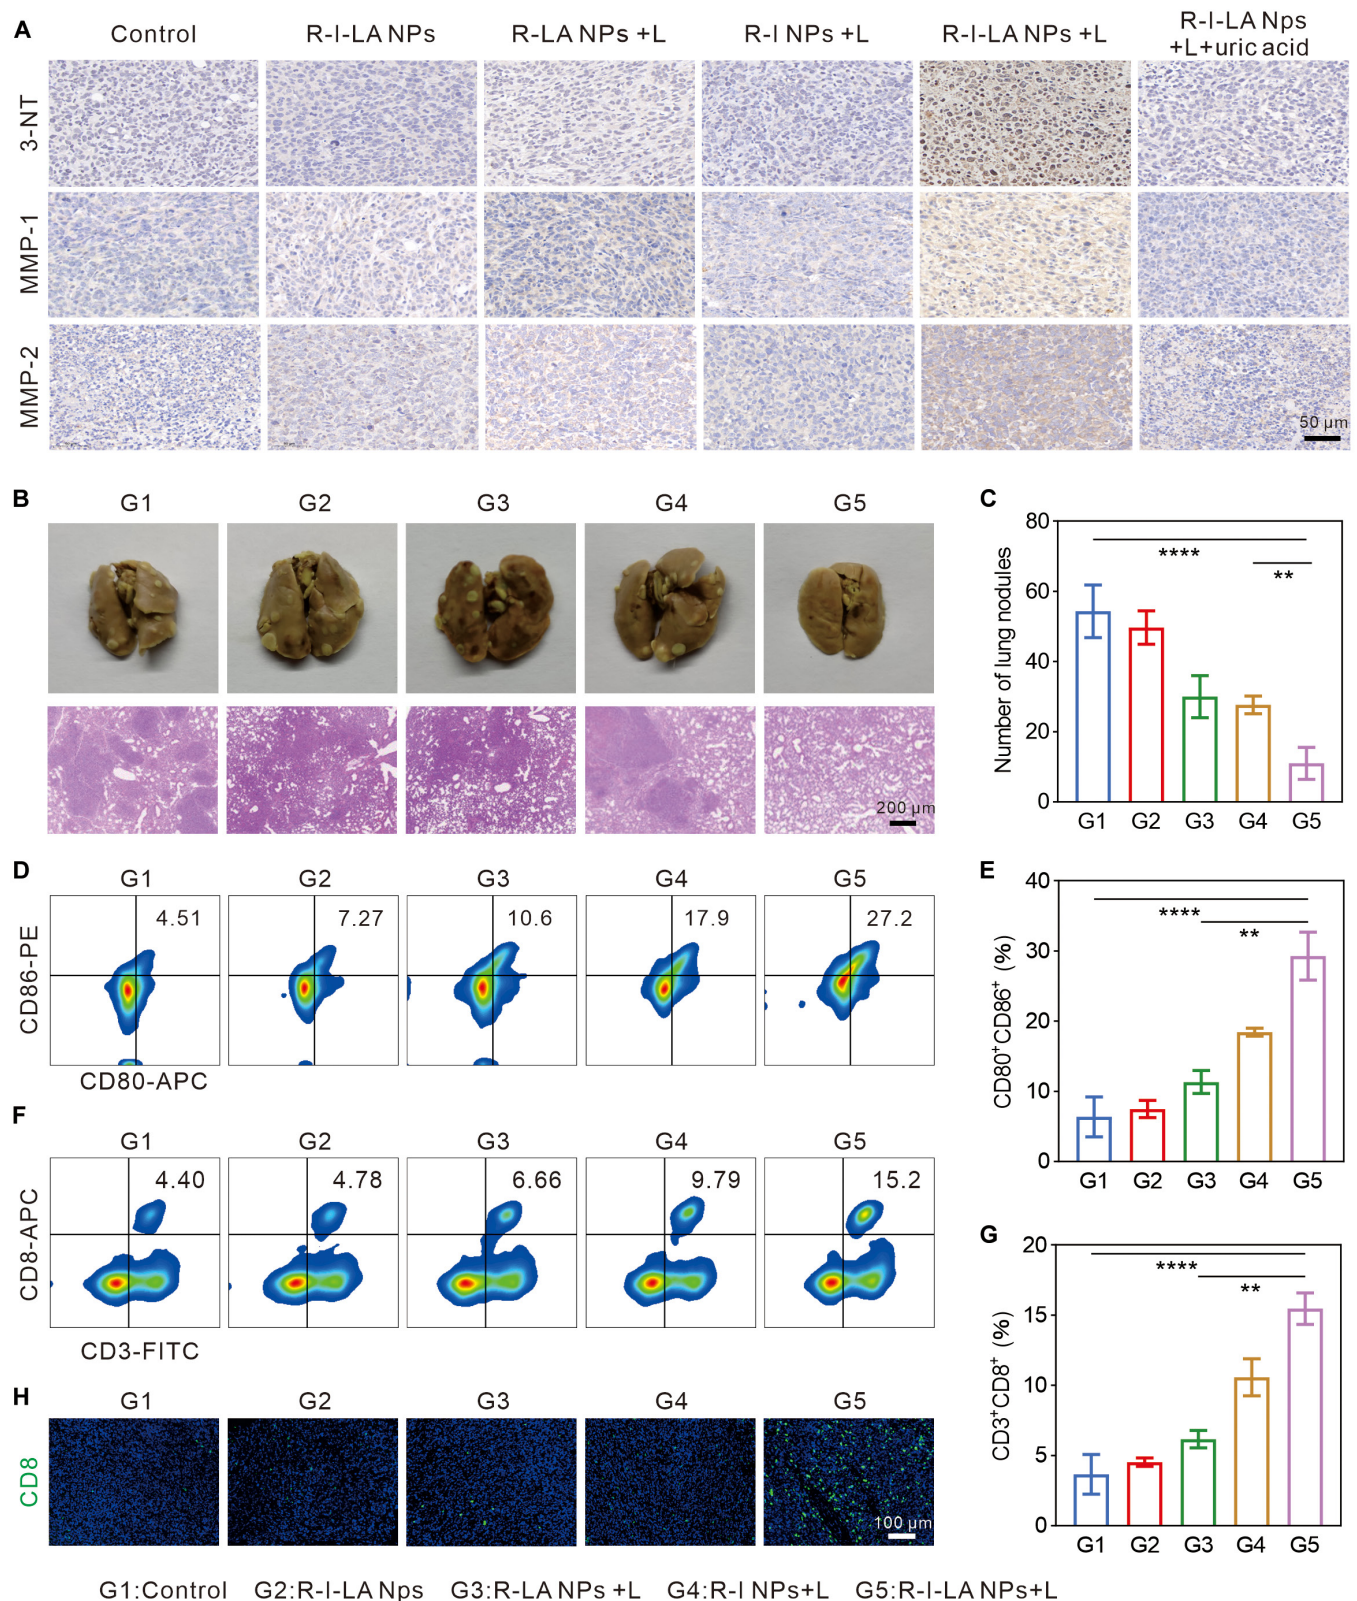 A
Control
R-I-LA NPs
R-LA NPs +L
R-I NPs +L
R-I-LA NPs +L
R-I-LA Nps
+L+uric acid
3-NT
MMP-1
MMP-2
50 µm
B
G1
G2
G3
G4
G5
200 µm
C
Number of lung nodules
80
60
40
20
0
****
**
G1
G2
G3
G4
G5
D
G1
G2
G3
G4
G5
4.51
7.27
10.6
17.9
27.2
CD86-PE
CD80-APC
E
CD80+CD86+ (%)
40
30
20
10
0
****
**
G1
G2
G3
G4
G5
F
G1
G2
G3
G4
G5
4.40
4.78
6.66
9.79
15.2
CD8-APC
CD3-FITC
G
CD3+CD8+ (%)
20
15
10
5
0
****
**
G1
G2
G3
G4
G5
H
G1
G2
G3
G4
G5
CD8
100 µm
G1:Control G2:R-I-LA Nps G3:R-LA NPs +L G4:R-I NPs+L G5:R-I-LA NPs+L